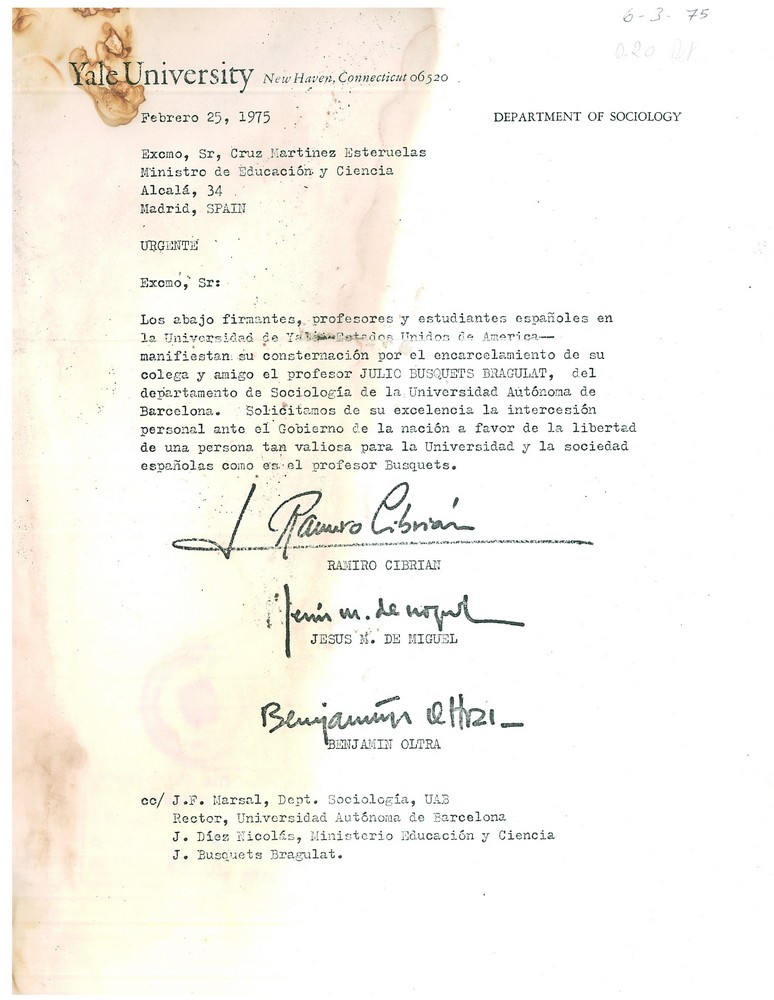 6-3-75
Yale University New Haven, Connecticut 06520
Febrero 25, 1975
DEPARTMENT OF SOCIOLOGY
Excmo, Sr, Cruz Martinez Esteruelas
Ministro de Educación y Ciencia
Alcalá, 34
Madrid, SPAIN
URGENTE
Excmo, Sr:
Los abajo firmantes, profesores y estudiantes españoles en
la Universidad de Yale—Estados Unidos de America—
manifiestan su consternación por el encarcelamiento de su
colega y amigo el profesor JULIO BUSQUETS BRAGULAT, del
departamento de Sociología de la Universidad Autónoma de
Barcelona. Solicitamos de su excelencia la intercesión
personal ante el Gobierno de la nación a favor de la libertad
de una persona tan valiosa para la Universidad y la sociedad
españolas como es el profesor Busquets.
J Ramiro Cibrián
RAMIRO CIBRIAN
Jesús M. de Miguel
JESUS M. DE MIGUEL
Benjamín Oltra
BENJAMIN OLTRA
cc/ J.F. Marsal, Dept. Sociología, UAB
Rector, Universidad Autónoma de Barcelona
J. Díez Nicolás, Ministerio Educación y Ciencia
J. Busquets Bragulat.